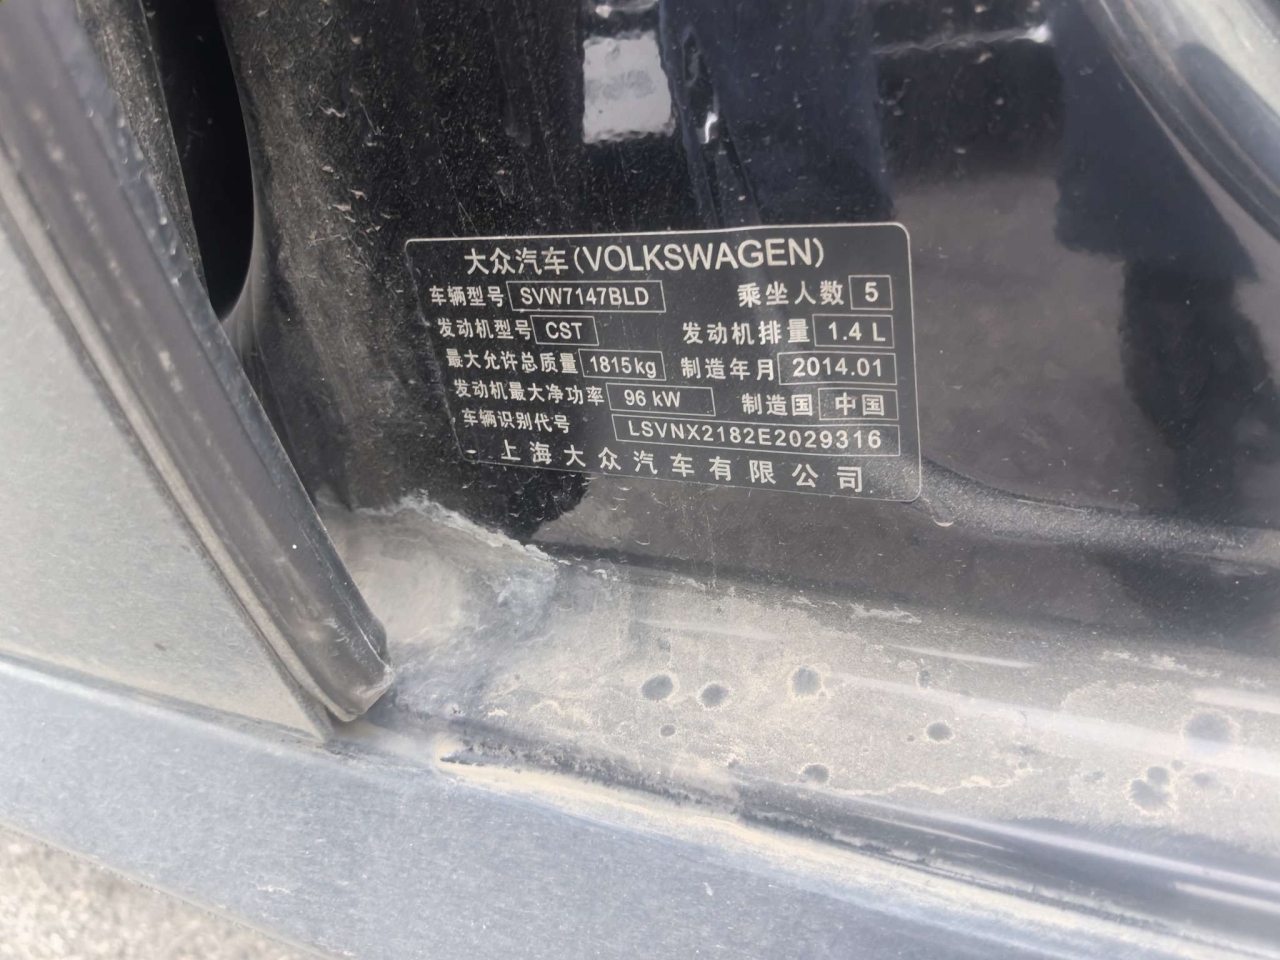 大众汽车(VOLKSWAGEN)
车辆型号 SVW7147BLD 乘坐人数 5
发动机型号 CST 发动机排量 1.4 L
最大允许总质量 1815kg 制造年月 2014.01
发动机最大净功率 96 kW 制造国 中国
车辆识别代号 LSVNX2182E2029316
上海大众汽车有限公司